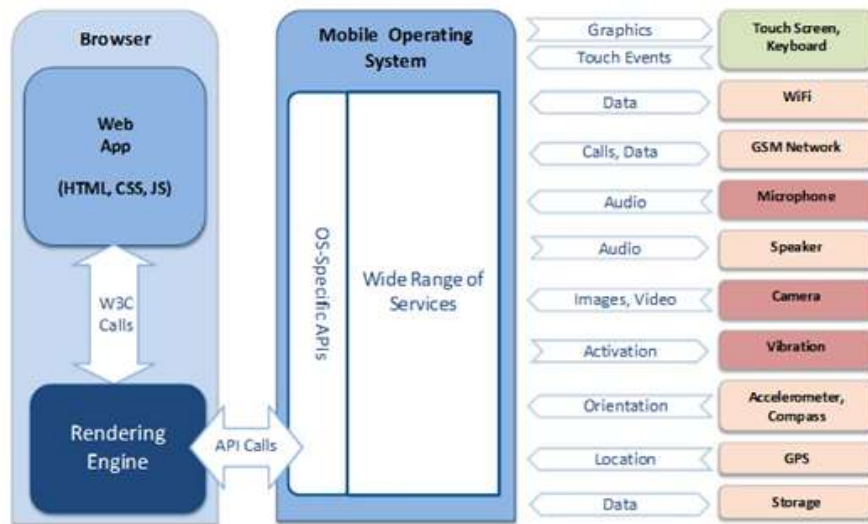 Browser
Web
App
(HTML, CSS, JS)
W3C
Calls
Rendering
Engine
API Calls
Mobile Operating
System
OS-Specific APIs
Wide Range of
Services
Graphics
Touch Events
Data
Calls, Data
Audio
Audio
Images, Video
Activation
Orientation
Location
Data
Touch Screen,
Keyboard
WiFi
GSM Network
Microphone
Speaker
Camera
Vibration
Accelerometer,
Compass
GPS
Storage